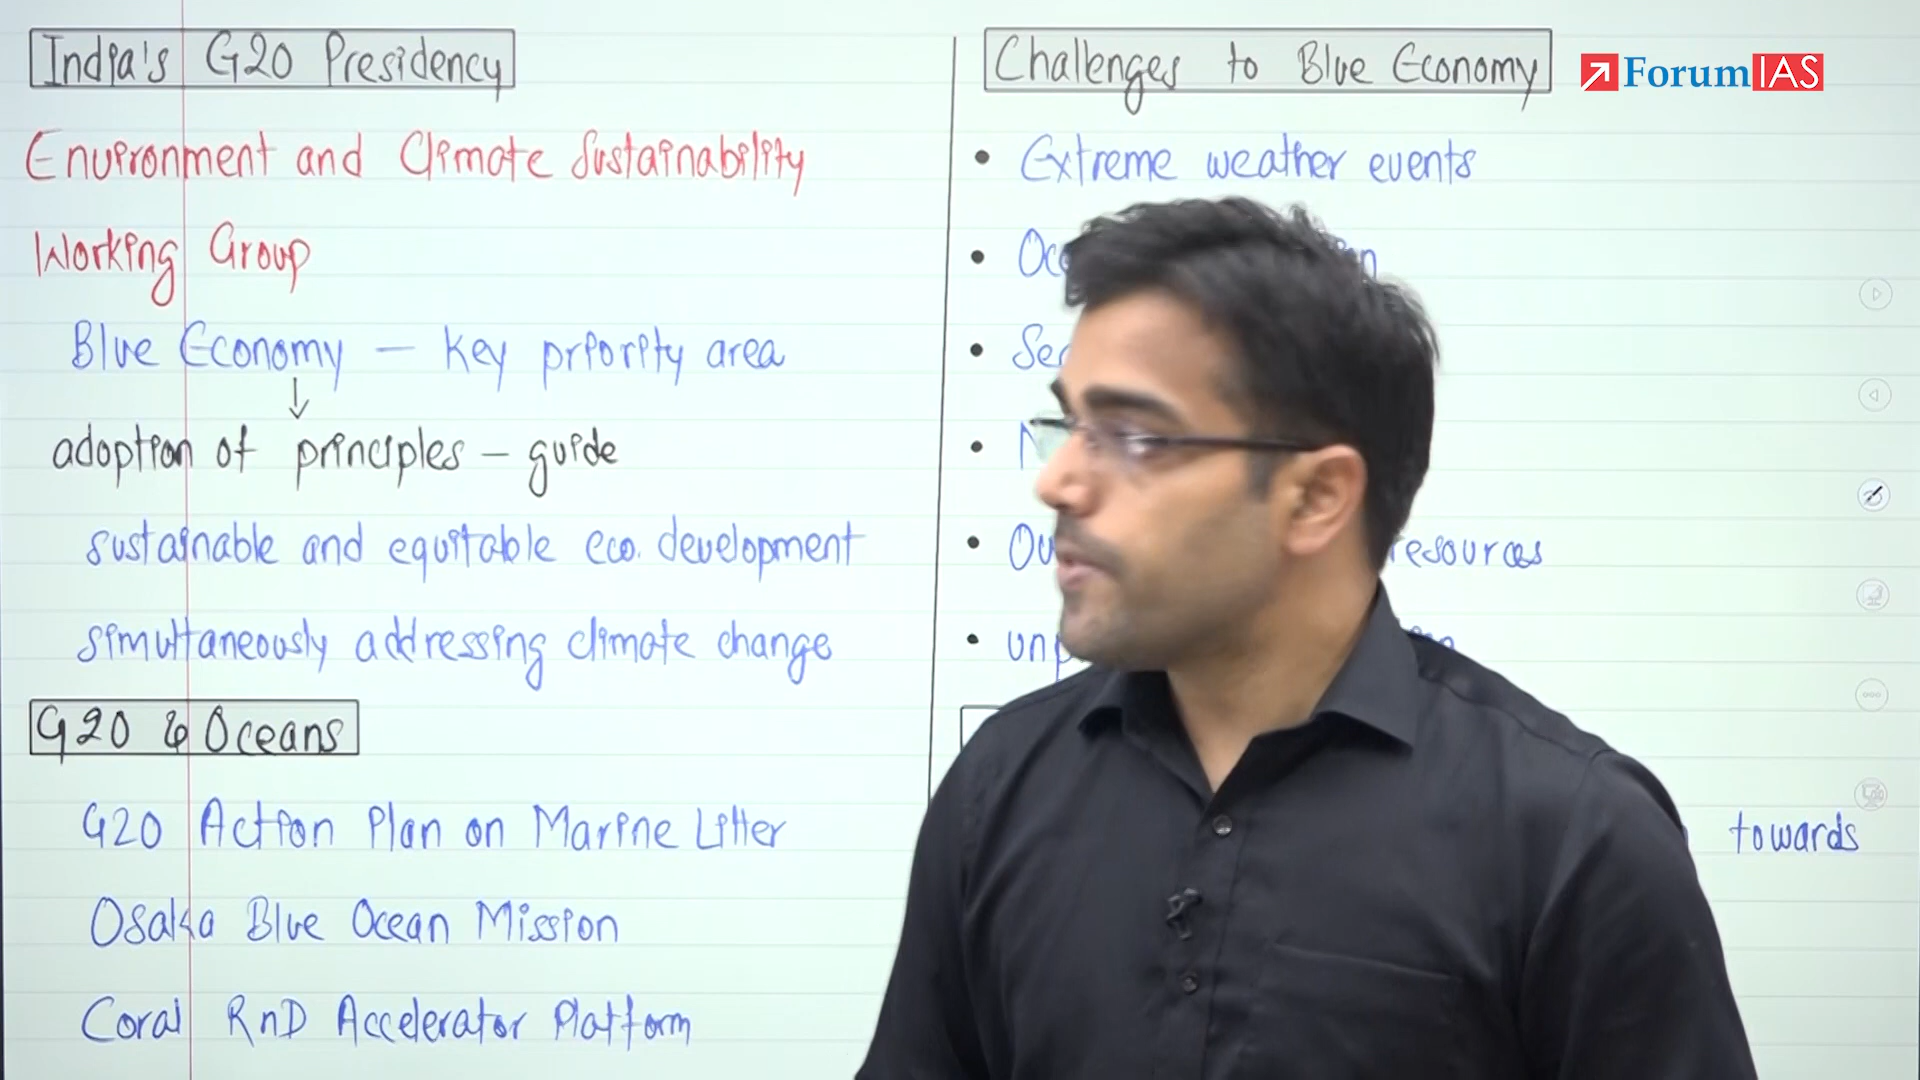 India's G20 Presidency
Environment and Climate Sustainability
Working Group
Blue Economy — Key priority area
↓
adoption of principles — guide
sustainable and equitable eco. development
simultaneously addressing climate change
G20 & Oceans
G20 Action Plan on Marine Litter
Osaka Blue Ocean Mission
Coral RnD Accelerator Platform
Challenges to Blue Economy
• Extreme weather events
•
•
•
• resources
•
towards
ForumIAS